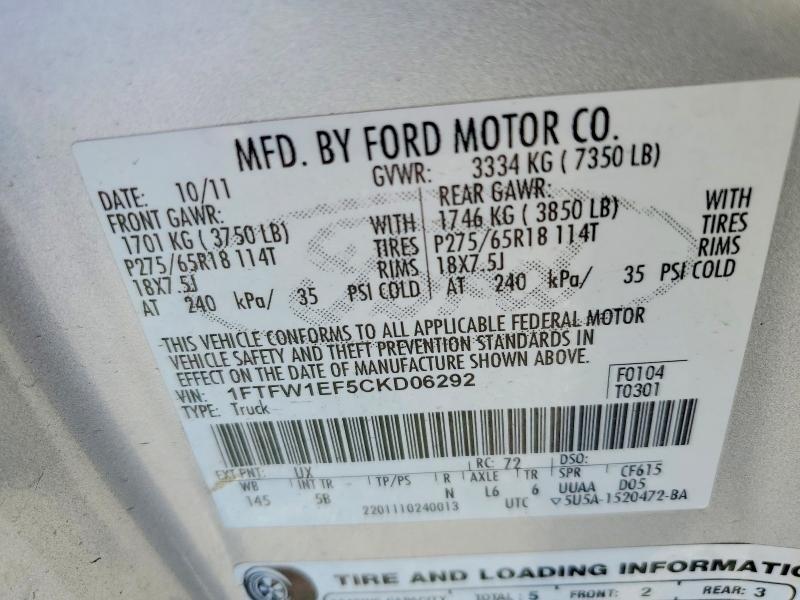 MFD. BY FORD MOTOR CO.
DATE: 10/11 GVWR: 3334 KG ( 7350 LB)
FRONT GAWR: REAR GAWR:
1701 KG ( 3750 LB) WITH 1746 KG ( 3850 LB) WITH
P275/65R18 114T TIRES P275/65R18 114T TIRES
18X7.5J RIMS 18X7.5J RIMS
AT 240 kPa/ 35 PSI COLD AT 240 kPa/ 35 PSI COLD
THIS VEHICLE CONFORMS TO ALL APPLICABLE FEDERAL MOTOR
VEHICLE SAFETY AND THEFT PREVENTION STANDARDS IN
EFFECT ON THE DATE OF MANUFACTURE SHOWN ABOVE.
VIN: 1FTFW1EF5CKD06292 F0104
TYPE: Truck T0301
EXT PNT: UX RC: 72 DSO:
WB INT TR TP/PS R AXLE TR SPR CF615
145 5B N L6 6 UUAA D05
2201110240013 UTC ▽5U5A-1520472-BA
TIRE AND LOADING INFORMATIO
TOTAL: 5 FRONT: 2 REAR: 3